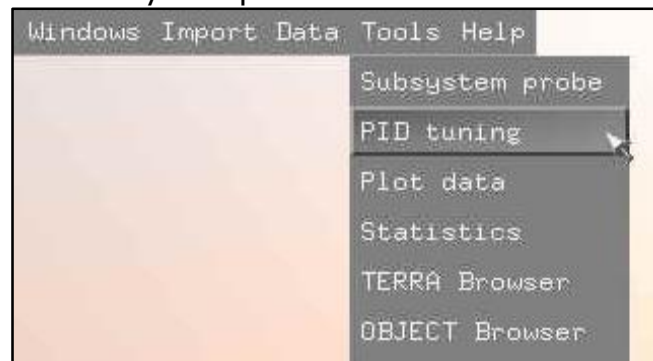 Windows Import Data Tools Help
Subsystem probe
PID tuning
Plot data
Statistics
TERRA Browser
OBJECT Browser